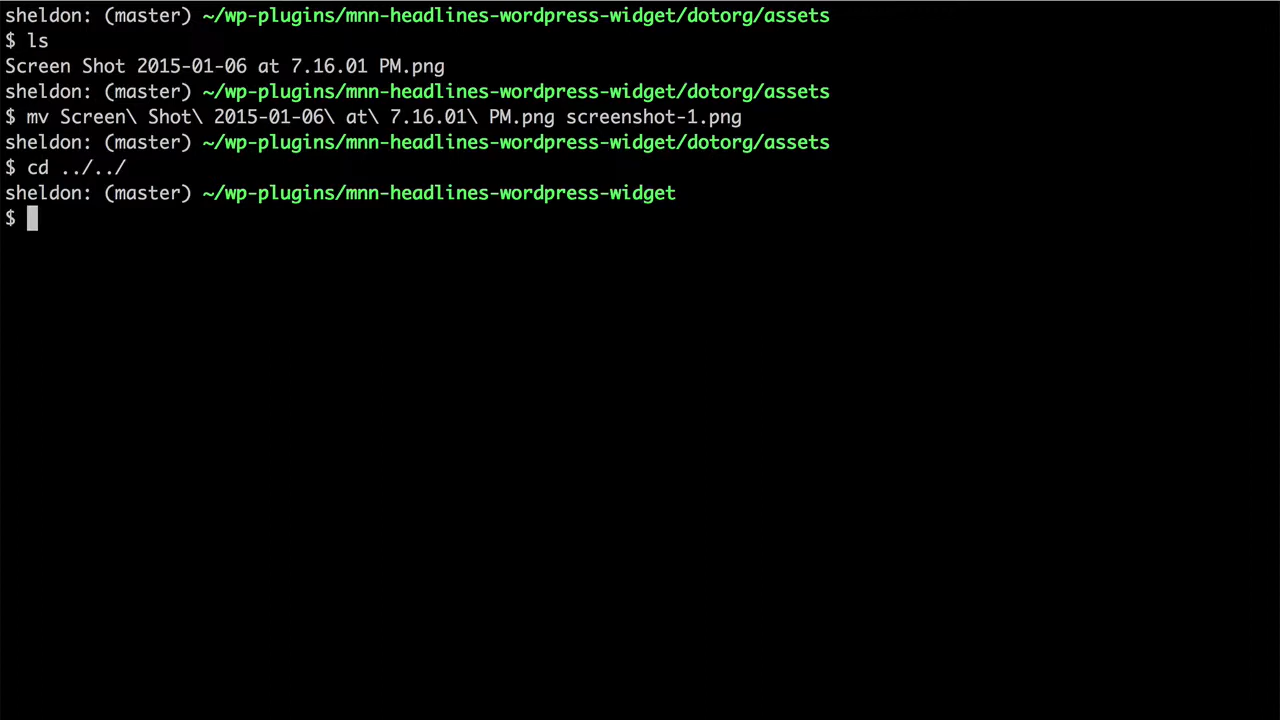 sheldon: (master) ~/wp-plugins/mnn-headlines-wordpress-widget/dotorg/assets
$ ls
Screen Shot 2015-01-06 at 7.16.01 PM.png
sheldon: (master) ~/wp-plugins/mnn-headlines-wordpress-widget/dotorg/assets
$ mv Screen\ Shot\ 2015-01-06\ at\ 7.16.01\ PM.png screenshot-1.png
sheldon: (master) ~/wp-plugins/mnn-headlines-wordpress-widget/dotorg/assets
$ cd ../../
sheldon: (master) ~/wp-plugins/mnn-headlines-wordpress-widget
$